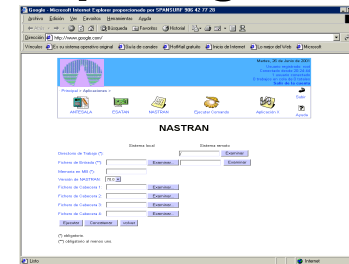 Google - Microsoft Internet Explorer proporcionado por SPANSURF 906 42 77 28
Archivo Edición Ver Favoritos Herramientas Ayuda
Búsqueda Favoritos Historial
Dirección http://www.google.com/
Vínculos Es su sistema operativo original Guía de canales HotMail gratuito Inicio de Internet Lo mejor del Web Microsoft
Principal > Aplicaciones >
Salir
ANTESALA ESATAN NASTRAN Ejecutar Comando Aplicación X Ayuda
NASTRAN
Sistema local Sistema remoto
Directorio de Trabajo (*) / Examinar
Fichero de Entrada (**) Examinar... Examinar
Memoria en MB (*)
Versión de NASTRAN 70.5
Fichero de Cabecera 1 Examinar...
Fichero de Cabecera 2 Examinar...
Fichero de Cabecera 3 Examinar...
Fichero de Cabecera 4 Examinar...
Ejecutar
(*) obligatorio
(**) obligatorio al menos uno
Listo Internet